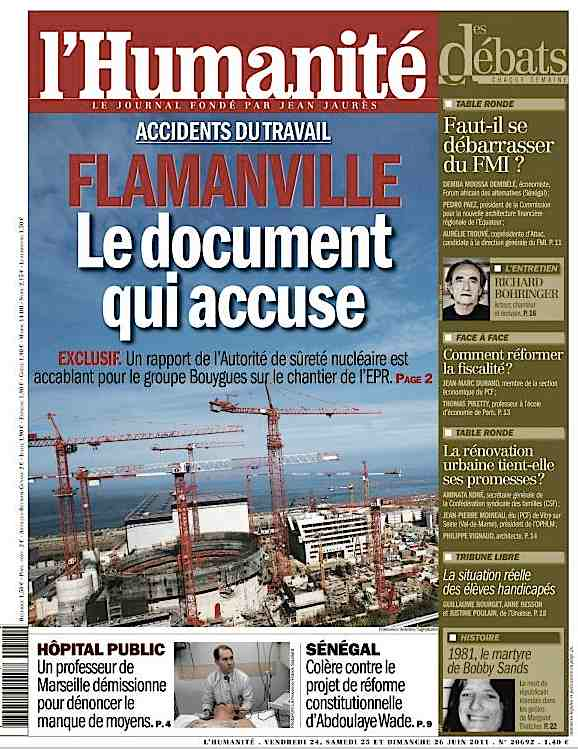 l'Humanité
LE JOURNAL FONDÉ PAR JEAN JAURÈS
ACCIDENTS DU TRAVAIL
FLAMANVILLE
Le document
qui accuse
EXCLUSIF. Un rapport de l'Autorité de sûreté nucléaire est
accablant pour le groupe Bouygues sur le chantier de l'EPR. PAGE 2
HÔPITAL PUBLIC
Un professeur de
Marseille démissionne
pour dénoncer le
manque de moyens. P. 4
SÉNÉGAL
Colère contre le
projet de réforme
constitutionnelle
d'Abdoulaye Wade. P. 9
les
débats
CHAQUE SEMAINE
TABLE RONDE
Faut-il se
débarrasser
du FMI ?
DEMBA MOUSSA DEMBÉLÉ, économiste,
Forum africain des alternatives (Sénégal) ;
PEDRO PAEZ, président de la Commission
pour la nouvelle architecture financière
régionale de l'Équateur ;
AURÉLIE TROUVÉ, coprésidente d'Attac,
candidate à la direction générale du FMI. P. 11
L'ENTRETIEN
RICHARD
BOHRINGER
Acteur, chanteur
et écrivain. P. 16
FACE À FACE
Comment réformer
la fiscalité ?
JEAN-MARC DURAND, membre de la section
économique du PCF ;
THOMAS PIKETTY, professeur à l'école
d'économie de Paris. P. 13
TABLE RONDE
La rénovation
urbaine tient-elle
ses promesses ?
AMINATA KONÉ, secrétaire générale de
la Confédération syndicale des familles (CSF) ;
JEAN-PIERRE MOINEAU, élu (PCF) de Vitry-sur
Seine (Val-de-Marne), président de l'OPHLM ;
PHILIPPE VIGNAUD, architecte. P. 14
TRIBUNE LIBRE
La situation réelle
des élèves handicapés
GUILLAUME BOURGET, ANNE BESSON
et JUSTINE POULAIN, de l'Unaïsse. P. 18
HISTOIRE
1981, le martyre
de Bobby Sands
La mort du
républicain
irlandais dans
les geôles
de Margaret
Thatcher. P. 22
L'HUMANITÉ . VENDREDI 24, SAMEDI 25 ET DIMANCHE 26 JUIN 2011 . N° 20692 . 1,40 €